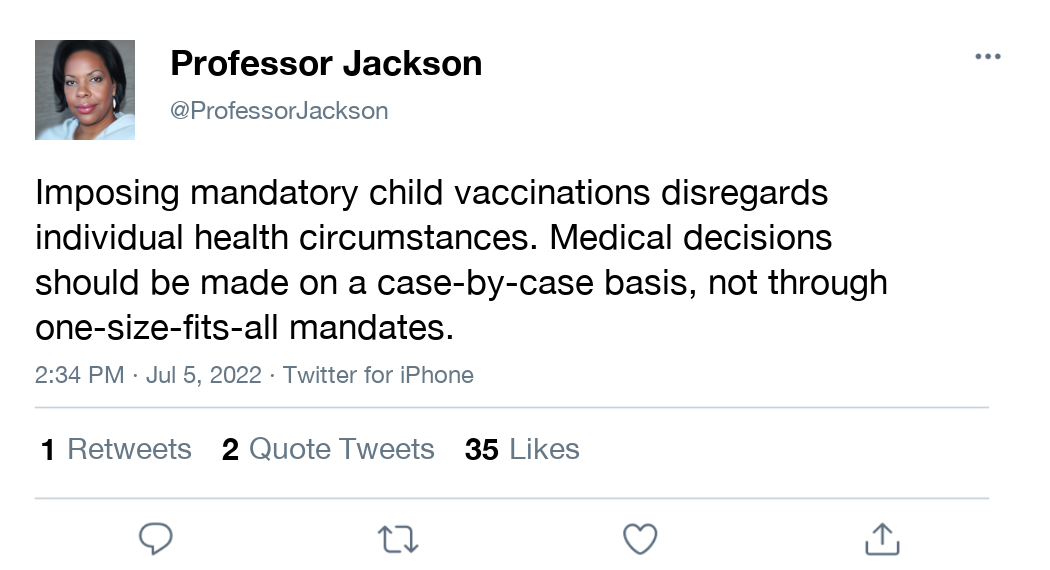 Professor Jackson
@ProfessorJackson
Imposing mandatory child vaccinations disregards
individual health circumstances. Medical decisions
should be made on a case-by-case basis, not through
one-size-fits-all mandates.
2:34 PM · Jul 5, 2022 · Twitter for iPhone
1 Retweets 2 Quote Tweets 35 Likes